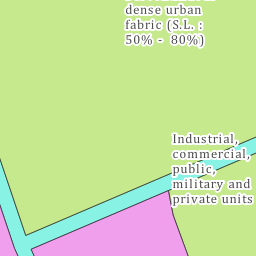 dense urban
fabric (S.L. :
50% - 80%)
Industrial,
commercial,
public,
military and
private units